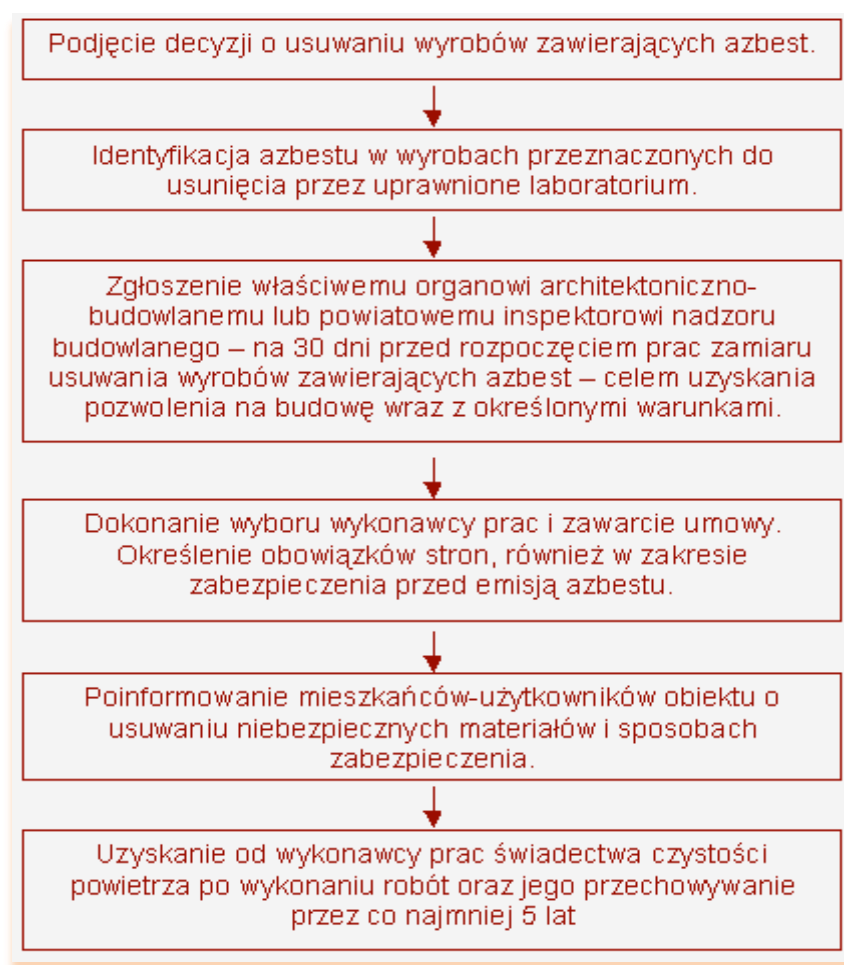 Podjęcie decyzji o usuwaniu wyrobów zawierających azbest.
Identyfikacja azbestu w wyrobach przeznaczonych do
usunięcia przez uprawnione laboratorium.
Zgłoszenie właściwemu organowi architektoniczno-
budowlanemu lub powiatowemu inspektorowi nadzoru
budowlanego – na 30 dni przed rozpoczęciem prac zamiaru
usuwania wyrobów zawierających azbest – celem uzyskania
pozwolenia na budowę wraz z określonymi warunkami.
Dokonanie wyboru wykonawcy prac i zawarcie umowy.
Określenie obowiązków stron, również w zakresie
zabezpieczenia przed emisją azbestu.
Poinformowanie mieszkańców-użytkowników obiektu o
usuwaniu niebezpiecznych materiałów i sposobach
zabezpieczenia.
Uzyskanie od wykonawcy prac świadectwa czystości
powietrza po wykonaniu robót oraz jego przechowywanie
przez co najmniej 5 lat